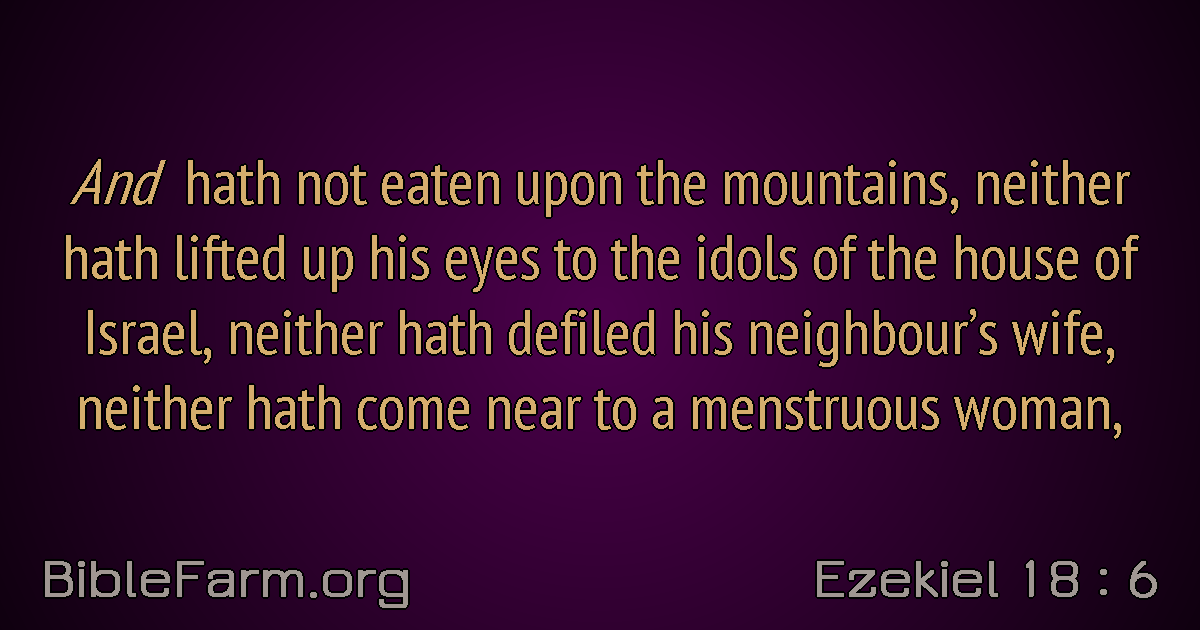 And hath not eaten upon the mountains, neither
hath lifted up his eyes to the idols of the house of
Israel, neither hath defiled his neighbour’s wife,
neither hath come near to a menstruous woman,
BibleFarm.org
Ezekiel 18 : 6